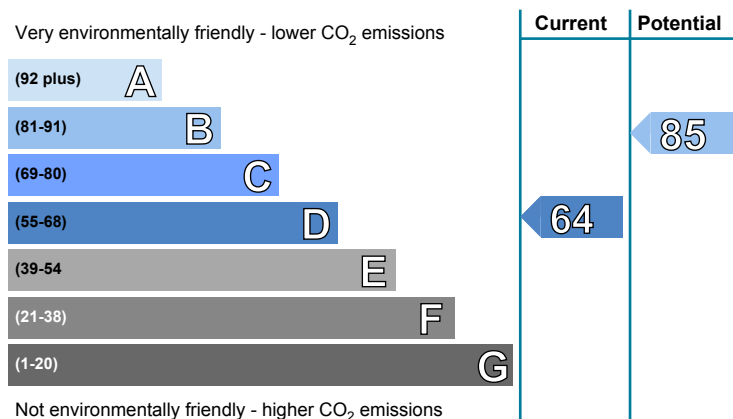 Very environmentally friendly - lower CO₂ emissions
Current
Potential
(92 plus) A
(81-91) B
(69-80) C
(55-68) D
(39-54 E
(21-38) F
(1-20) G
64
85
Not environmentally friendly - higher CO₂ emissions